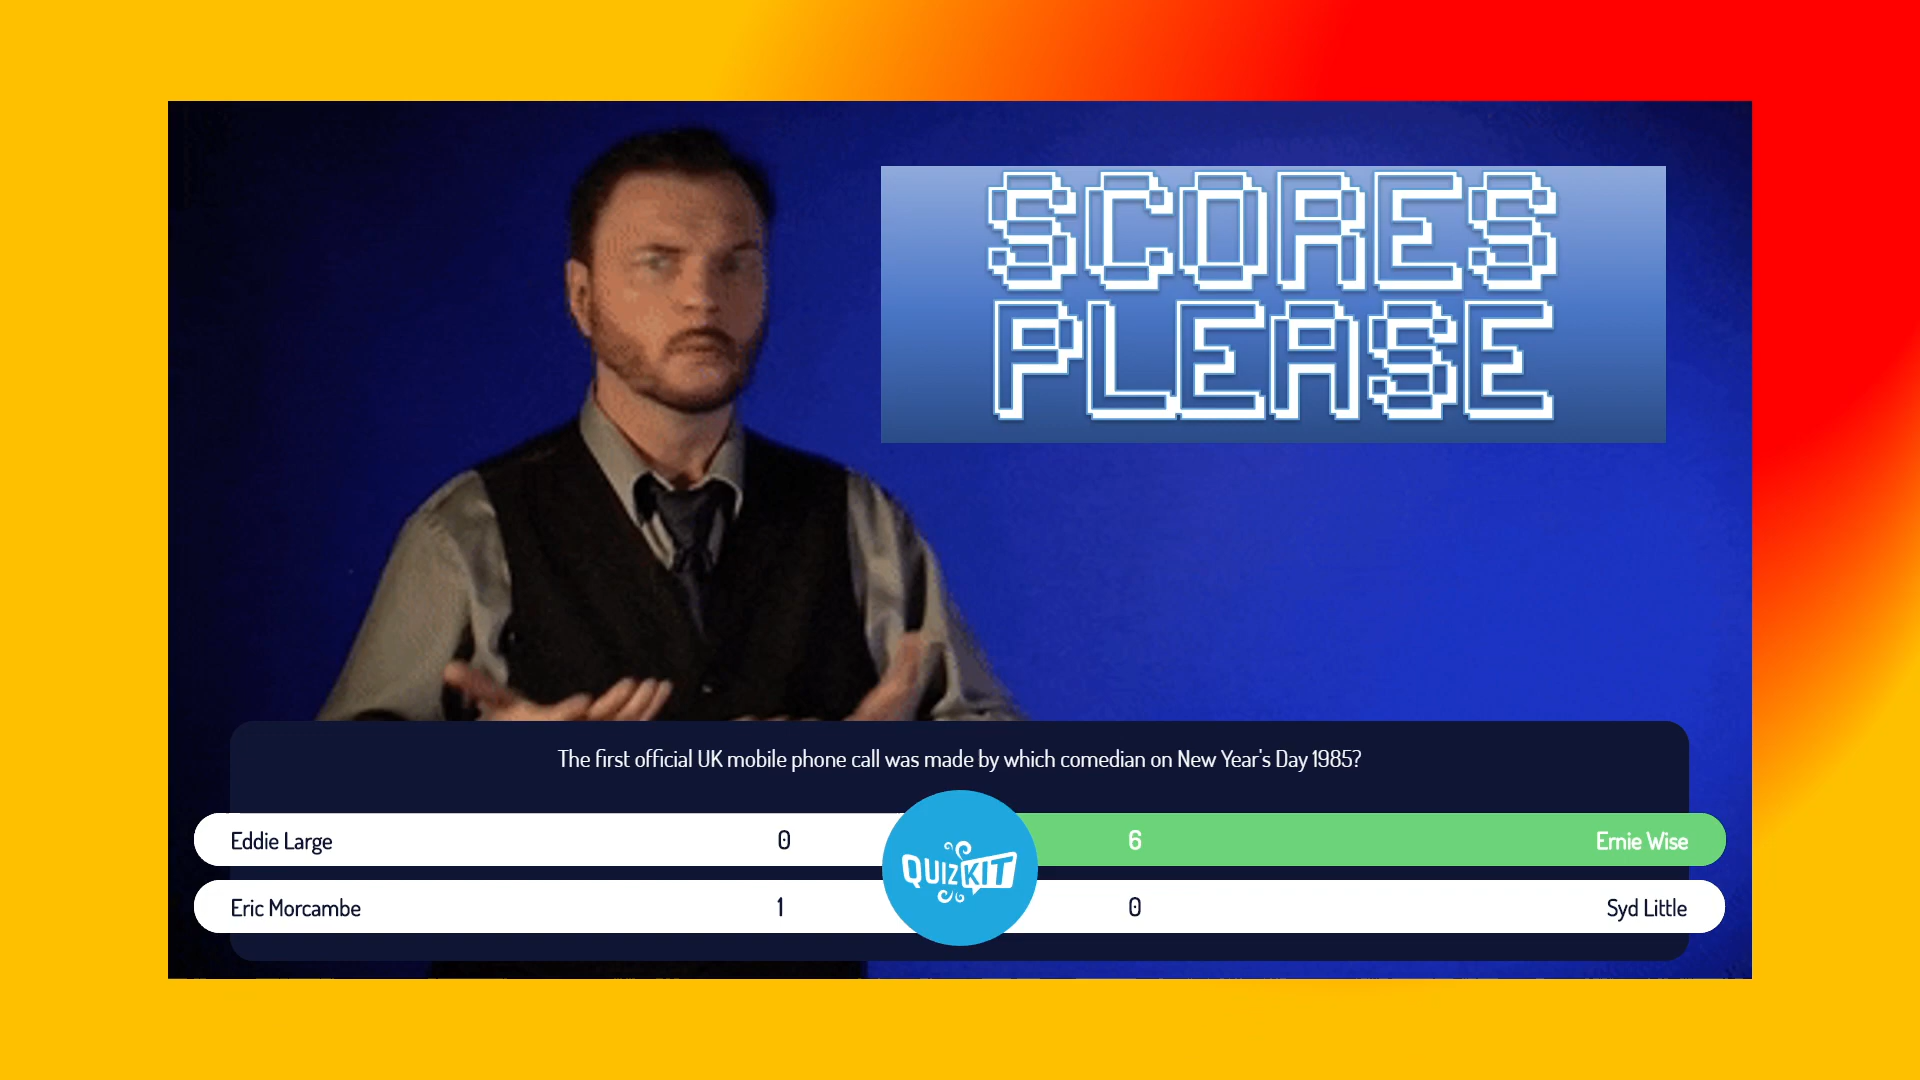 SCORES
PLEASE
The first official UK mobile phone call was made by which comedian on New Year's Day 1985?
Eddie Large 0
6 Ernie Wise
QUIZKIT
Eric Morcambe 1
0 Syd Little